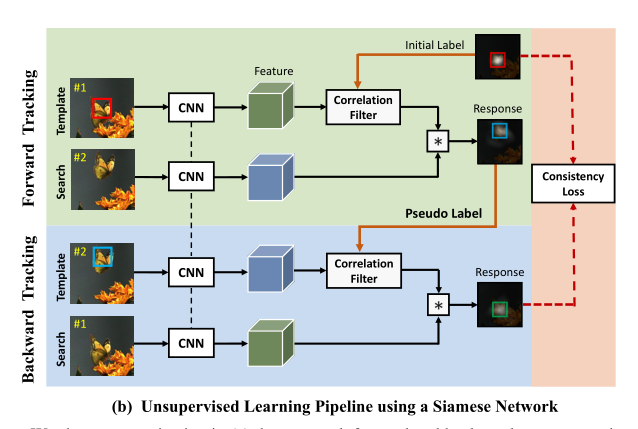 Forward Tracking
Template
#1
CNN
Feature
Correlation
Filter
Initial Label
Search
#2
CNN
*
Response
Consistency
Loss
Pseudo Label
Backward Tracking
Template
#2
CNN
Correlation
Filter
Response
Search
#1
CNN
*
(b) Unsupervised Learning Pipeline using a Siamese Network